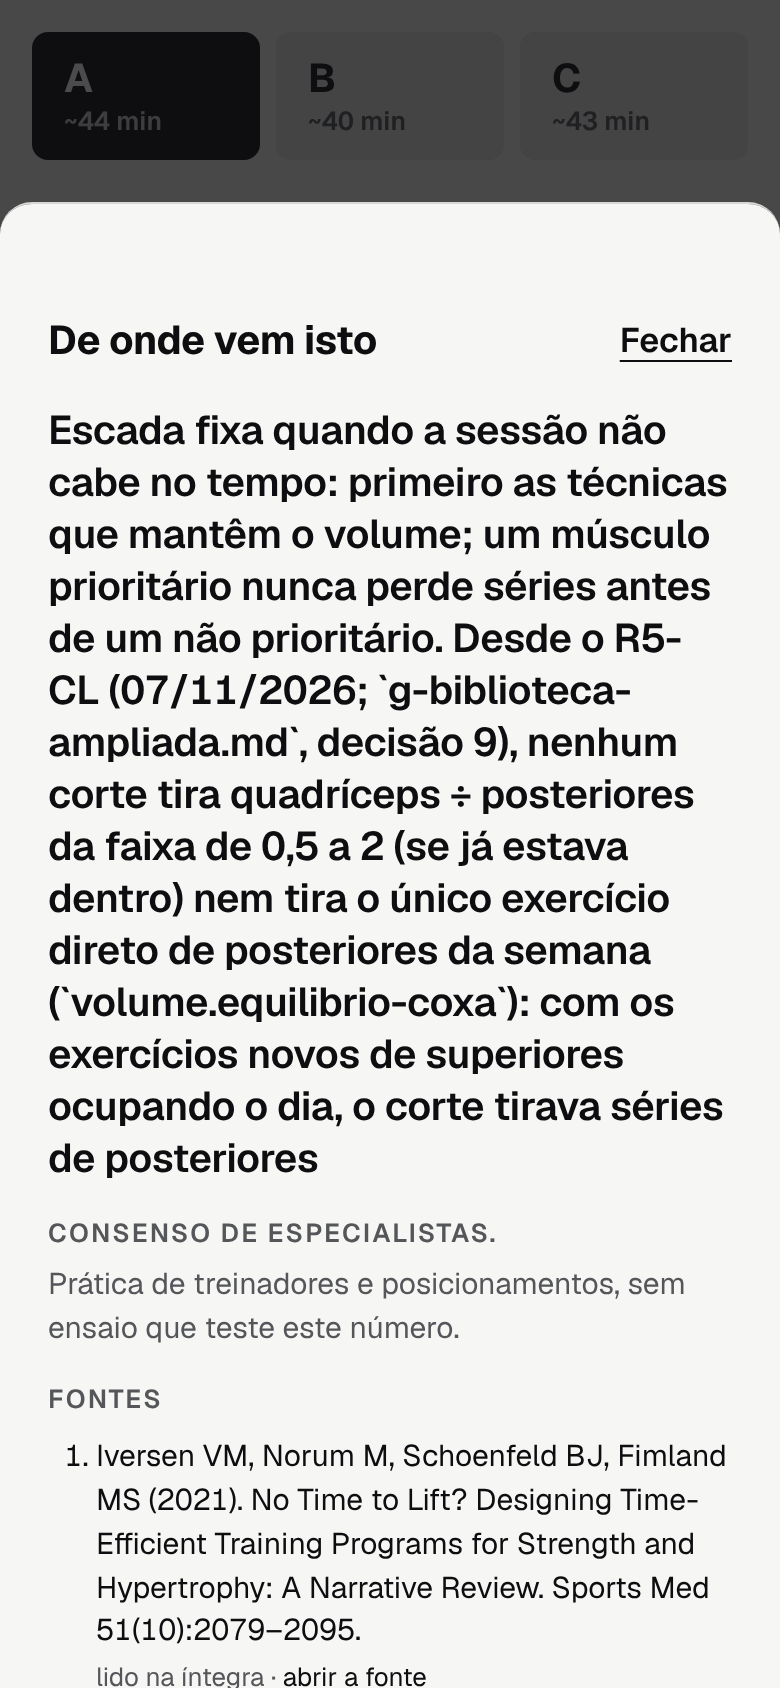 A
~44 min
B
~40 min
C
~43 min
De onde vem isto
Fechar
Escada fixa quando a sessão não
cabe no tempo: primeiro as técnicas
que mantêm o volume; um músculo
prioritário nunca perde séries antes
de um não prioritário. Desde o R5-
CL (07/11/2026; `g-biblioteca-
ampliada.md`, decisão 9), nenhum
corte tira quadríceps ÷ posteriores
da faixa de 0,5 a 2 (se já estava
dentro) nem tira o único exercício
direto de posteriores da semana
(`volume.equilibrio-coxa`): com os
exercícios novos de superiores
ocupando o dia, o corte tirava séries
de posteriores
CONSENSO DE ESPECIALISTAS.
Prática de treinadores e posicionamentos, sem
ensaio que teste este número.
FONTES
1. Iversen VM, Norum M, Schoenfeld BJ, Fimland
MS (2021). No Time to Lift? Designing Time-
Efficient Training Programs for Strength and
Hypertrophy: A Narrative Review. Sports Med
51(10):2079–2095.
lido na íntegra · abrir a fonte